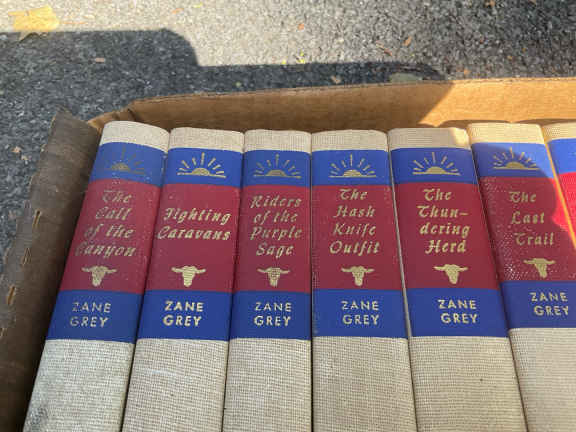 The
Call
of the
Canyon
ZANE
GREY
Fighting
Caravans
ZANE
GREY
Riders
of the
Purple
Sage
ZANE
GREY
The
Hash
Knife
Outfit
ZANE
GREY
The
Thun-
dering
Herd
ZANE
GREY
The
Last
Trail
ZANE
GREY